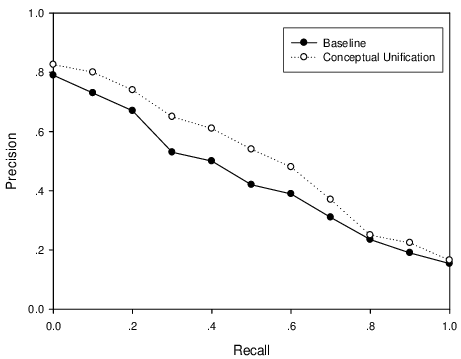 1.0
Baseline
Conceptual Unification
.8
.6
.4
.2
0.0
Precision
0.0 .2 .4 .6 .8 1.0
Recall